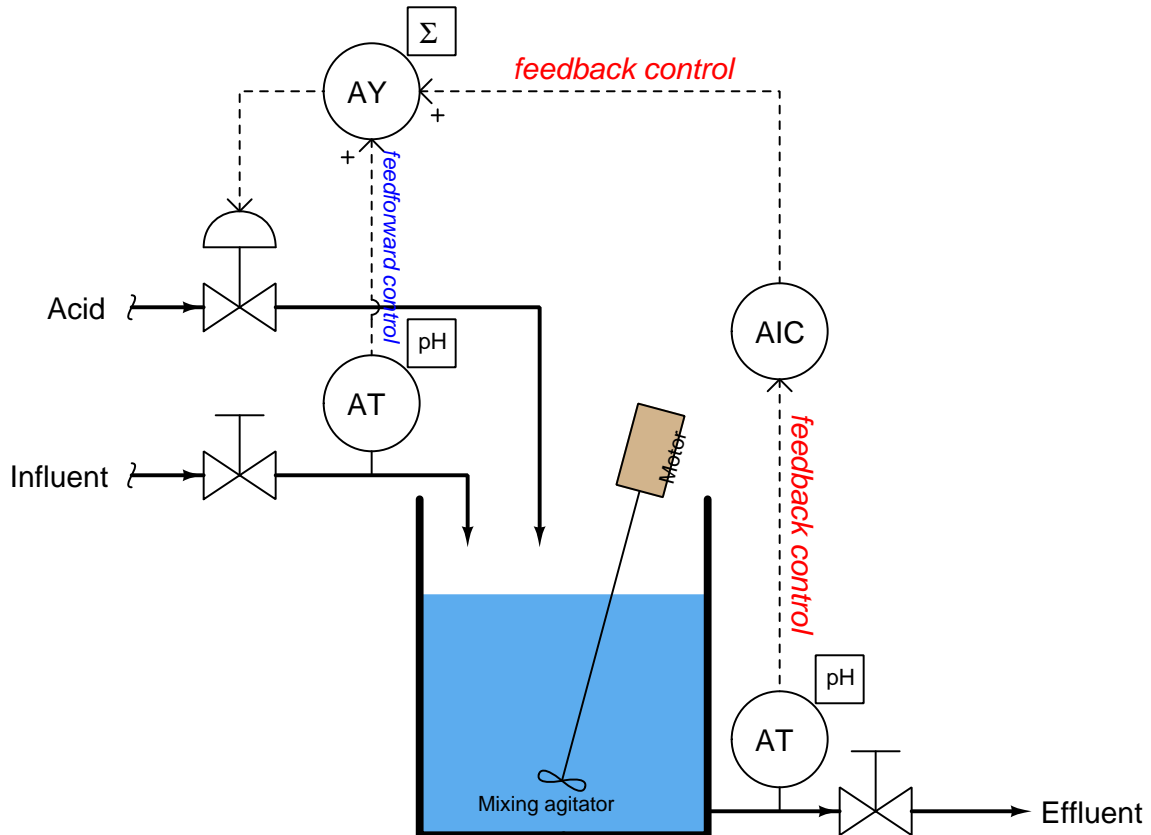 Σ
feedback control
AY
+
+
feedforward control
Acid
pH
AIC
AT
Motor
Influent
feedback control
pH
AT
Mixing agitator
Effluent